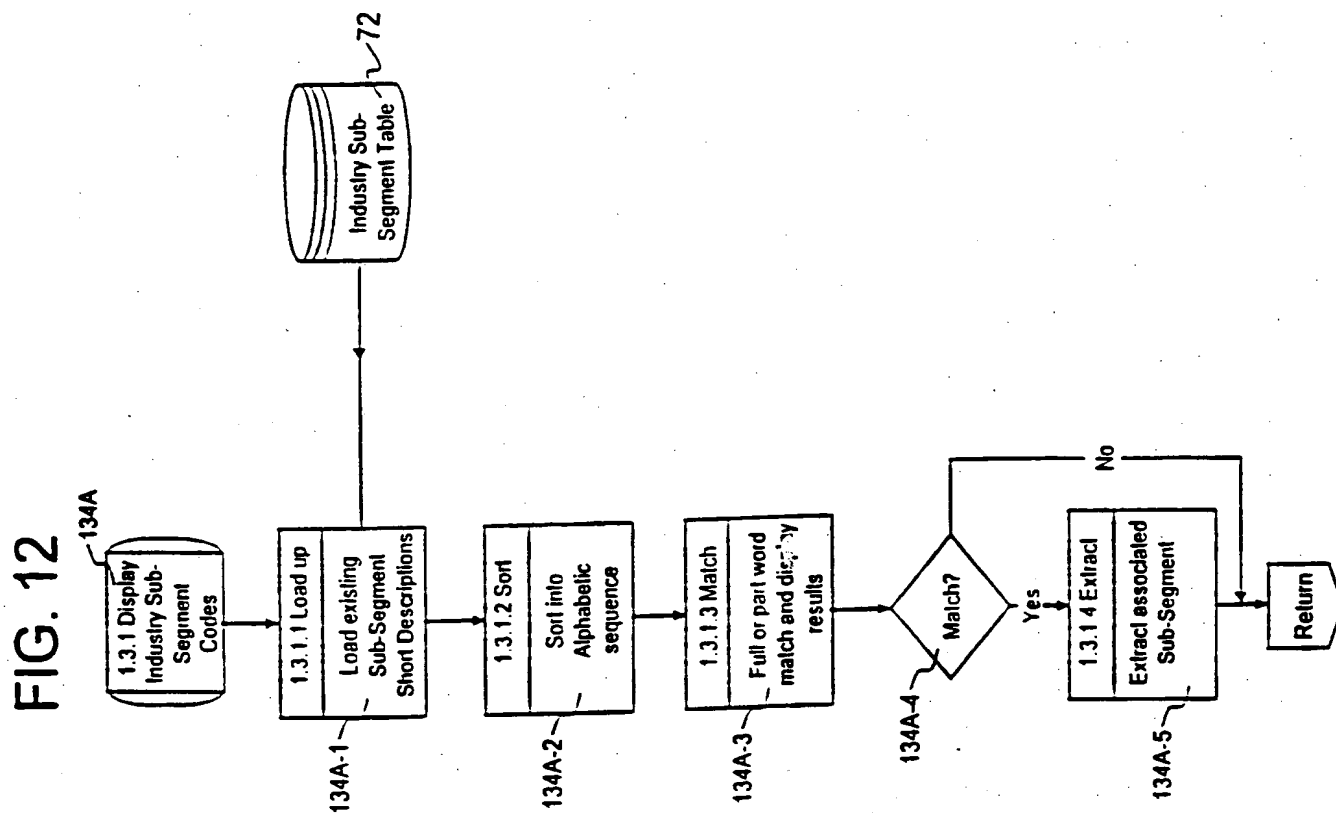 FIG. 12
134A
1.3.1 Display
Industry Sub-
Segment
Codes
1.3.1.1 Load up
Load existing
Sub-Segment
Short Descriptions
134A-1
Industry Sub-
Segment Table
72
1.3.1.2 Sort
Sort into
Alphabetic
sequence
134A-2
1.3.1.3 Match
Full or part word
match and display
results
134A-3
Match?
134A-4
No
Yes
1.3.1.4 Extract
Extract associated
Sub-Segment
134A-5
Return